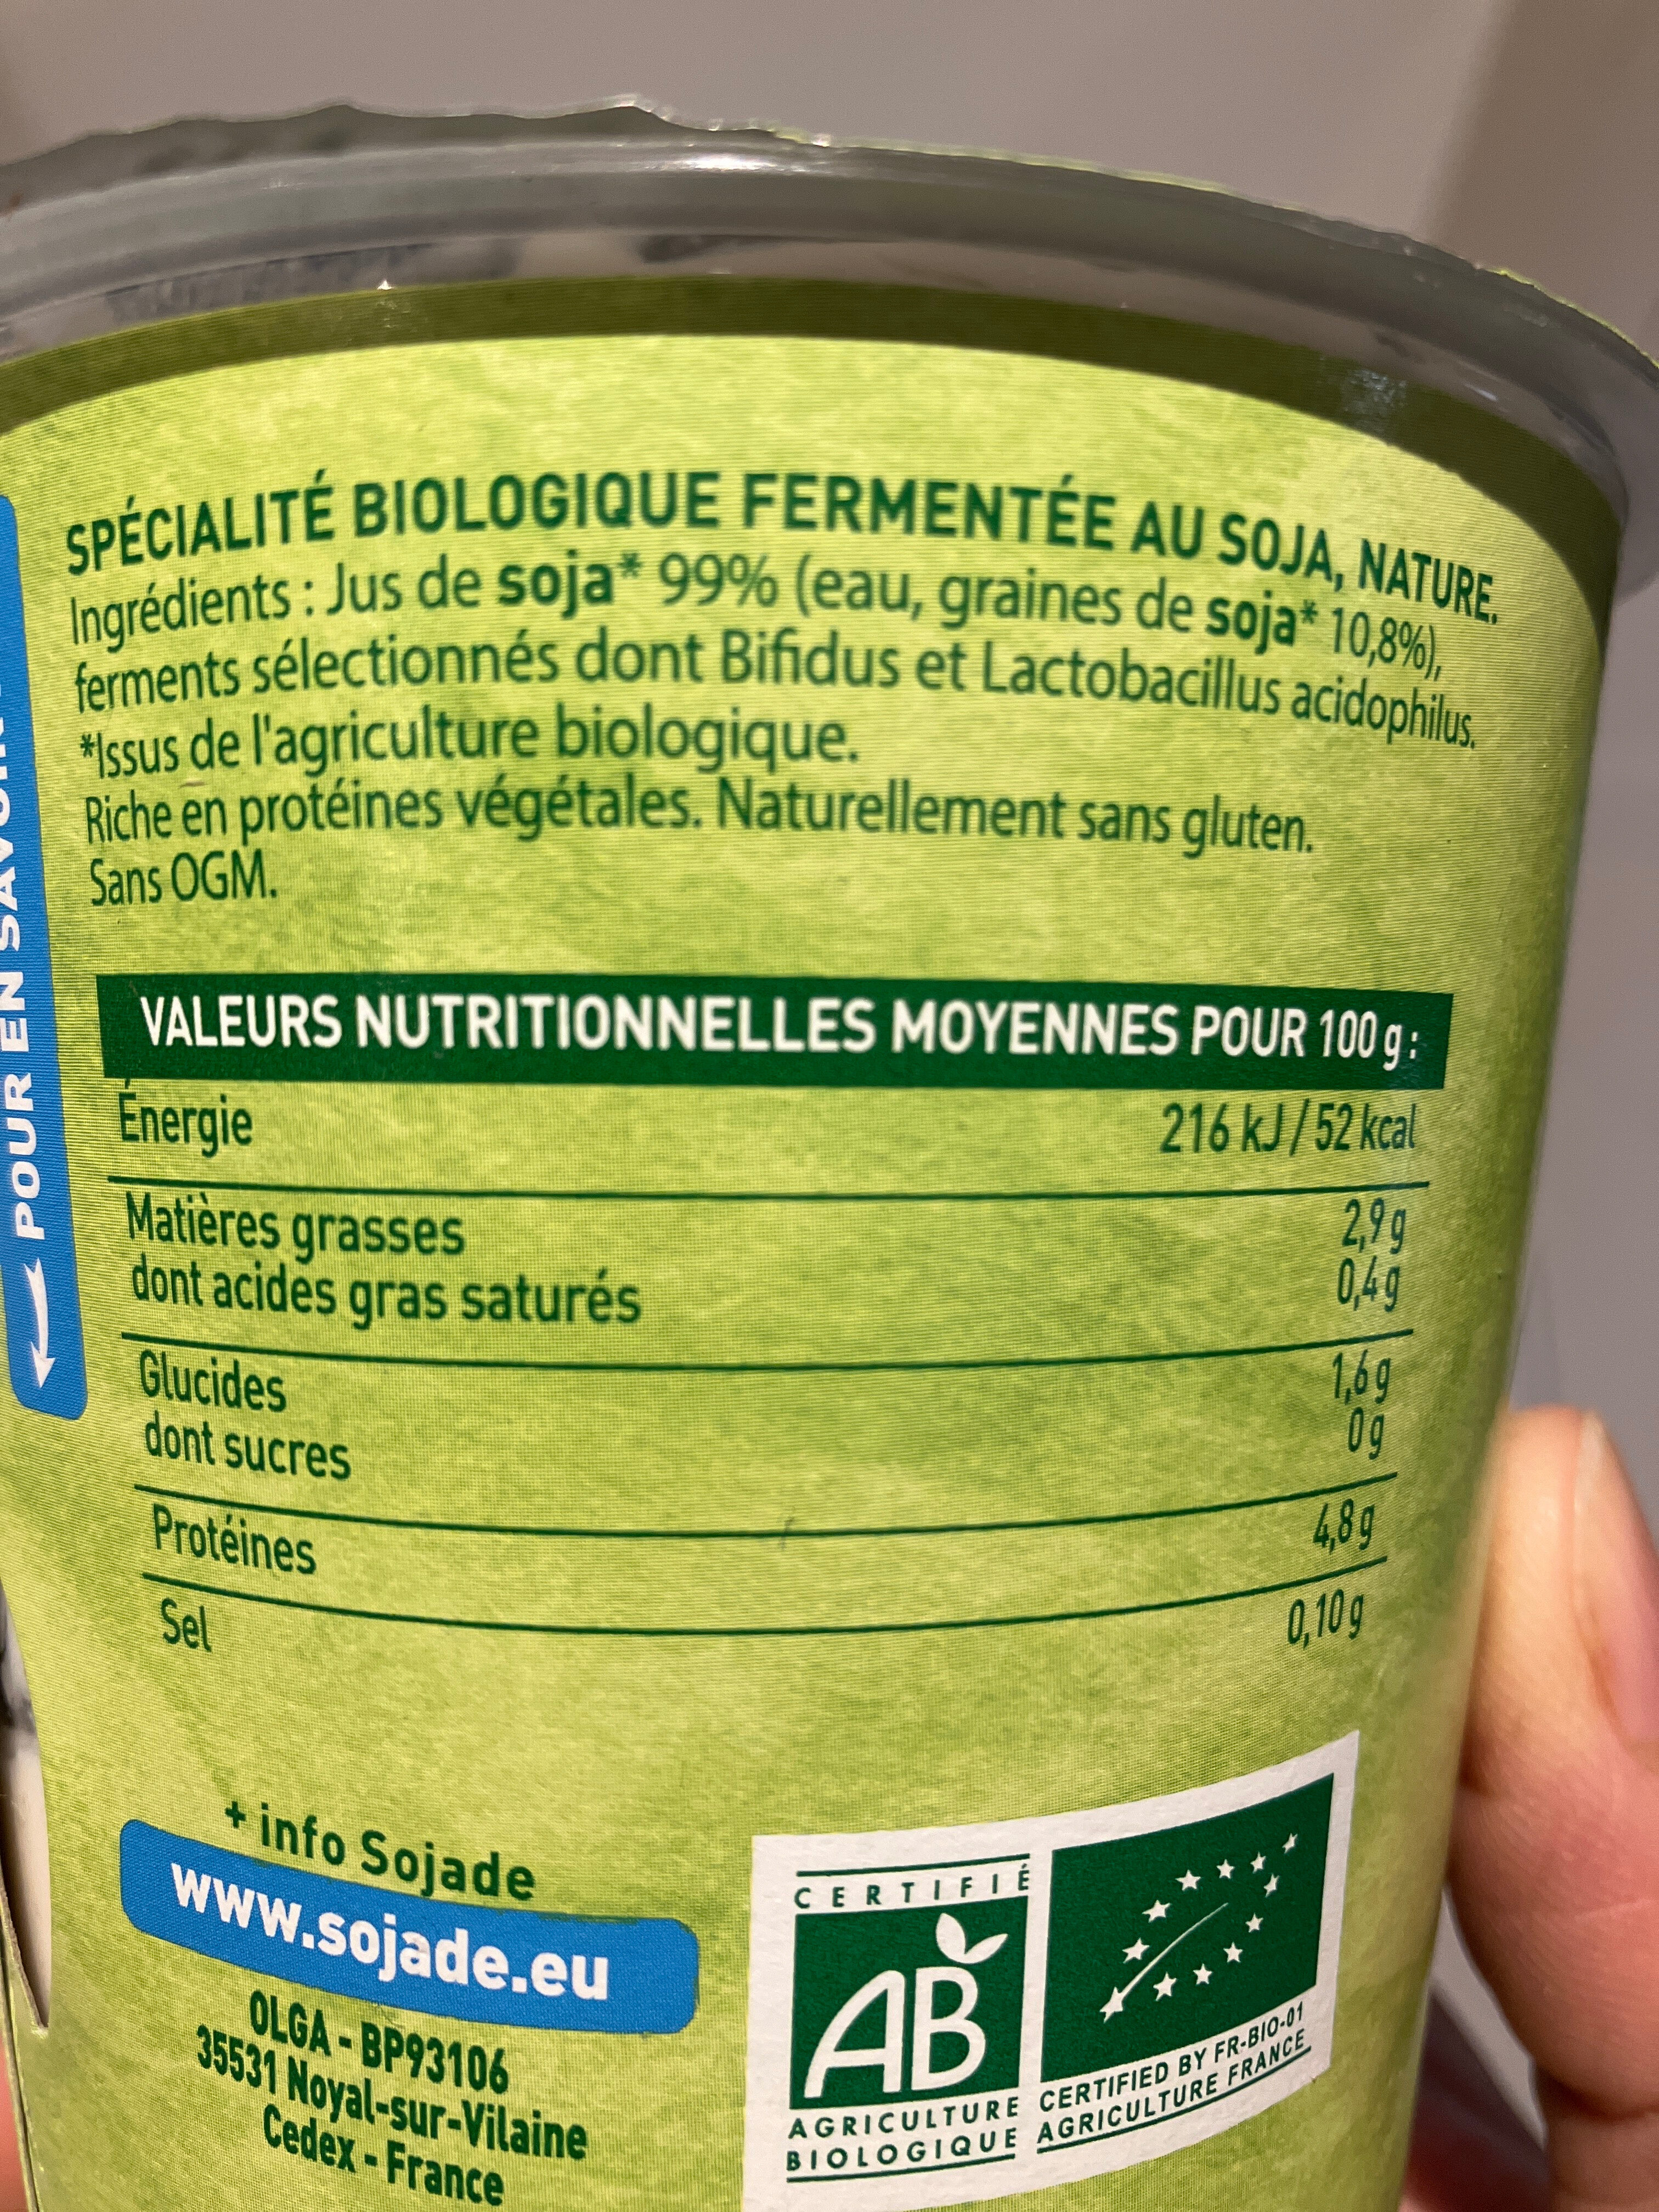 SPÉCIALITÉ BIOLOGIQUE FERMENTÉE AU SOJA, NATURE.
Ingrédients : Jus de soja* 99% (eau, graines de soja* 10,8%),
ferments sélectionnés dont Bifidus et Lactobacillus acidophilus.
*Issus de l'agriculture biologique.
Riche en protéines végétales. Naturellement sans gluten.
Sans OGM.
POUR EN SAVOIR
VALEURS NUTRITIONNELLES MOYENNES POUR 100 g :
Énergie 216 kJ / 52 kcal
Matières grasses 2,9 g
dont acides gras saturés 0,4 g
Glucides 1,6 g
dont sucres 0 g
Protéines 4,8 g
Sel 0,10 g
+ info Sojade
www.sojade.eu
OLGA - BP93106
35531 Noyal-sur-Vilaine
Cedex - France
CERTIFIÉ
AB
AGRICULTURE
BIOLOGIQUE
CERTIFIED BY FR-BIO-01
AGRICULTURE FRANCE